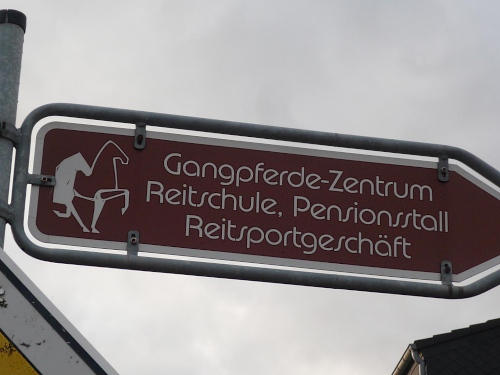 Gangpferde-Zentrum
Reitschule, Pensionsstall
Reitsportgeschäft